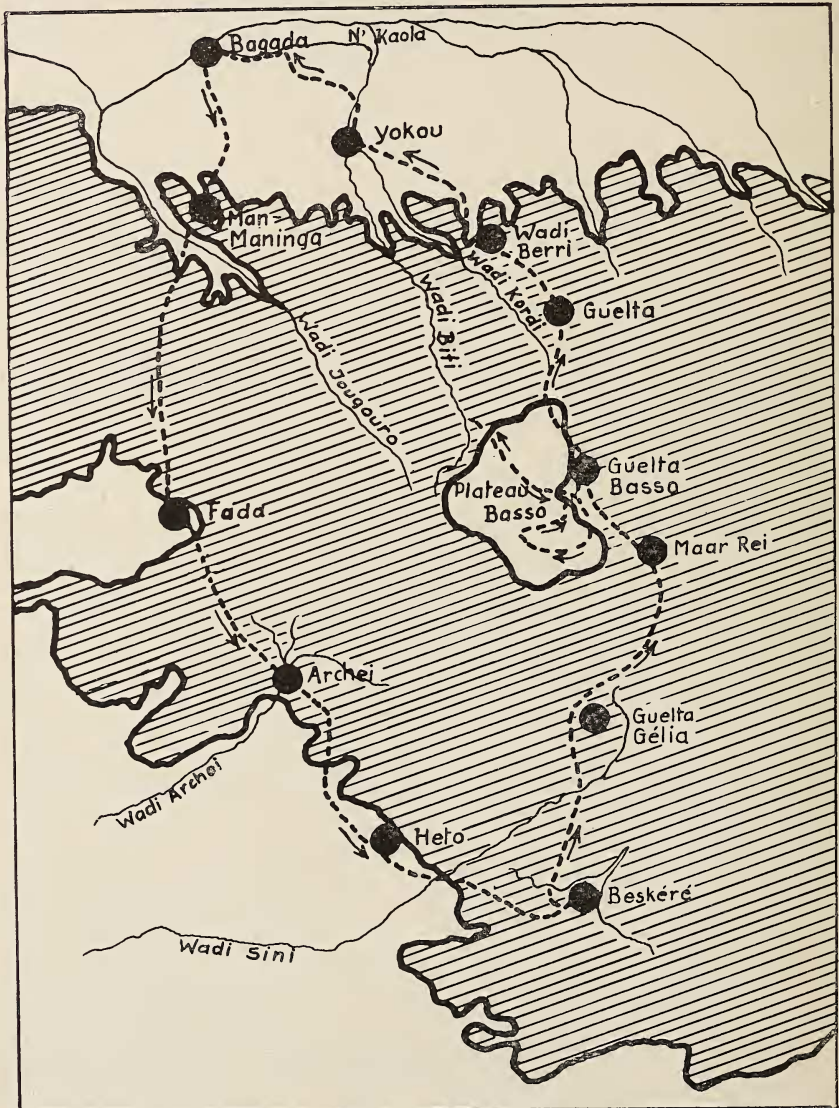 Bagada
N' Kaola
Yokou
Man=
Maninga
Wadi
Berri
Wadi Kordi
Guelta
Wadi Biti
Wadi Jougouro
Guelta
Basso
Plateau
Basso
Fada
Maar Rei
Archei
Guelta
Gélia
Wadi Archei
Heto
Beskéré
Wadi Sini